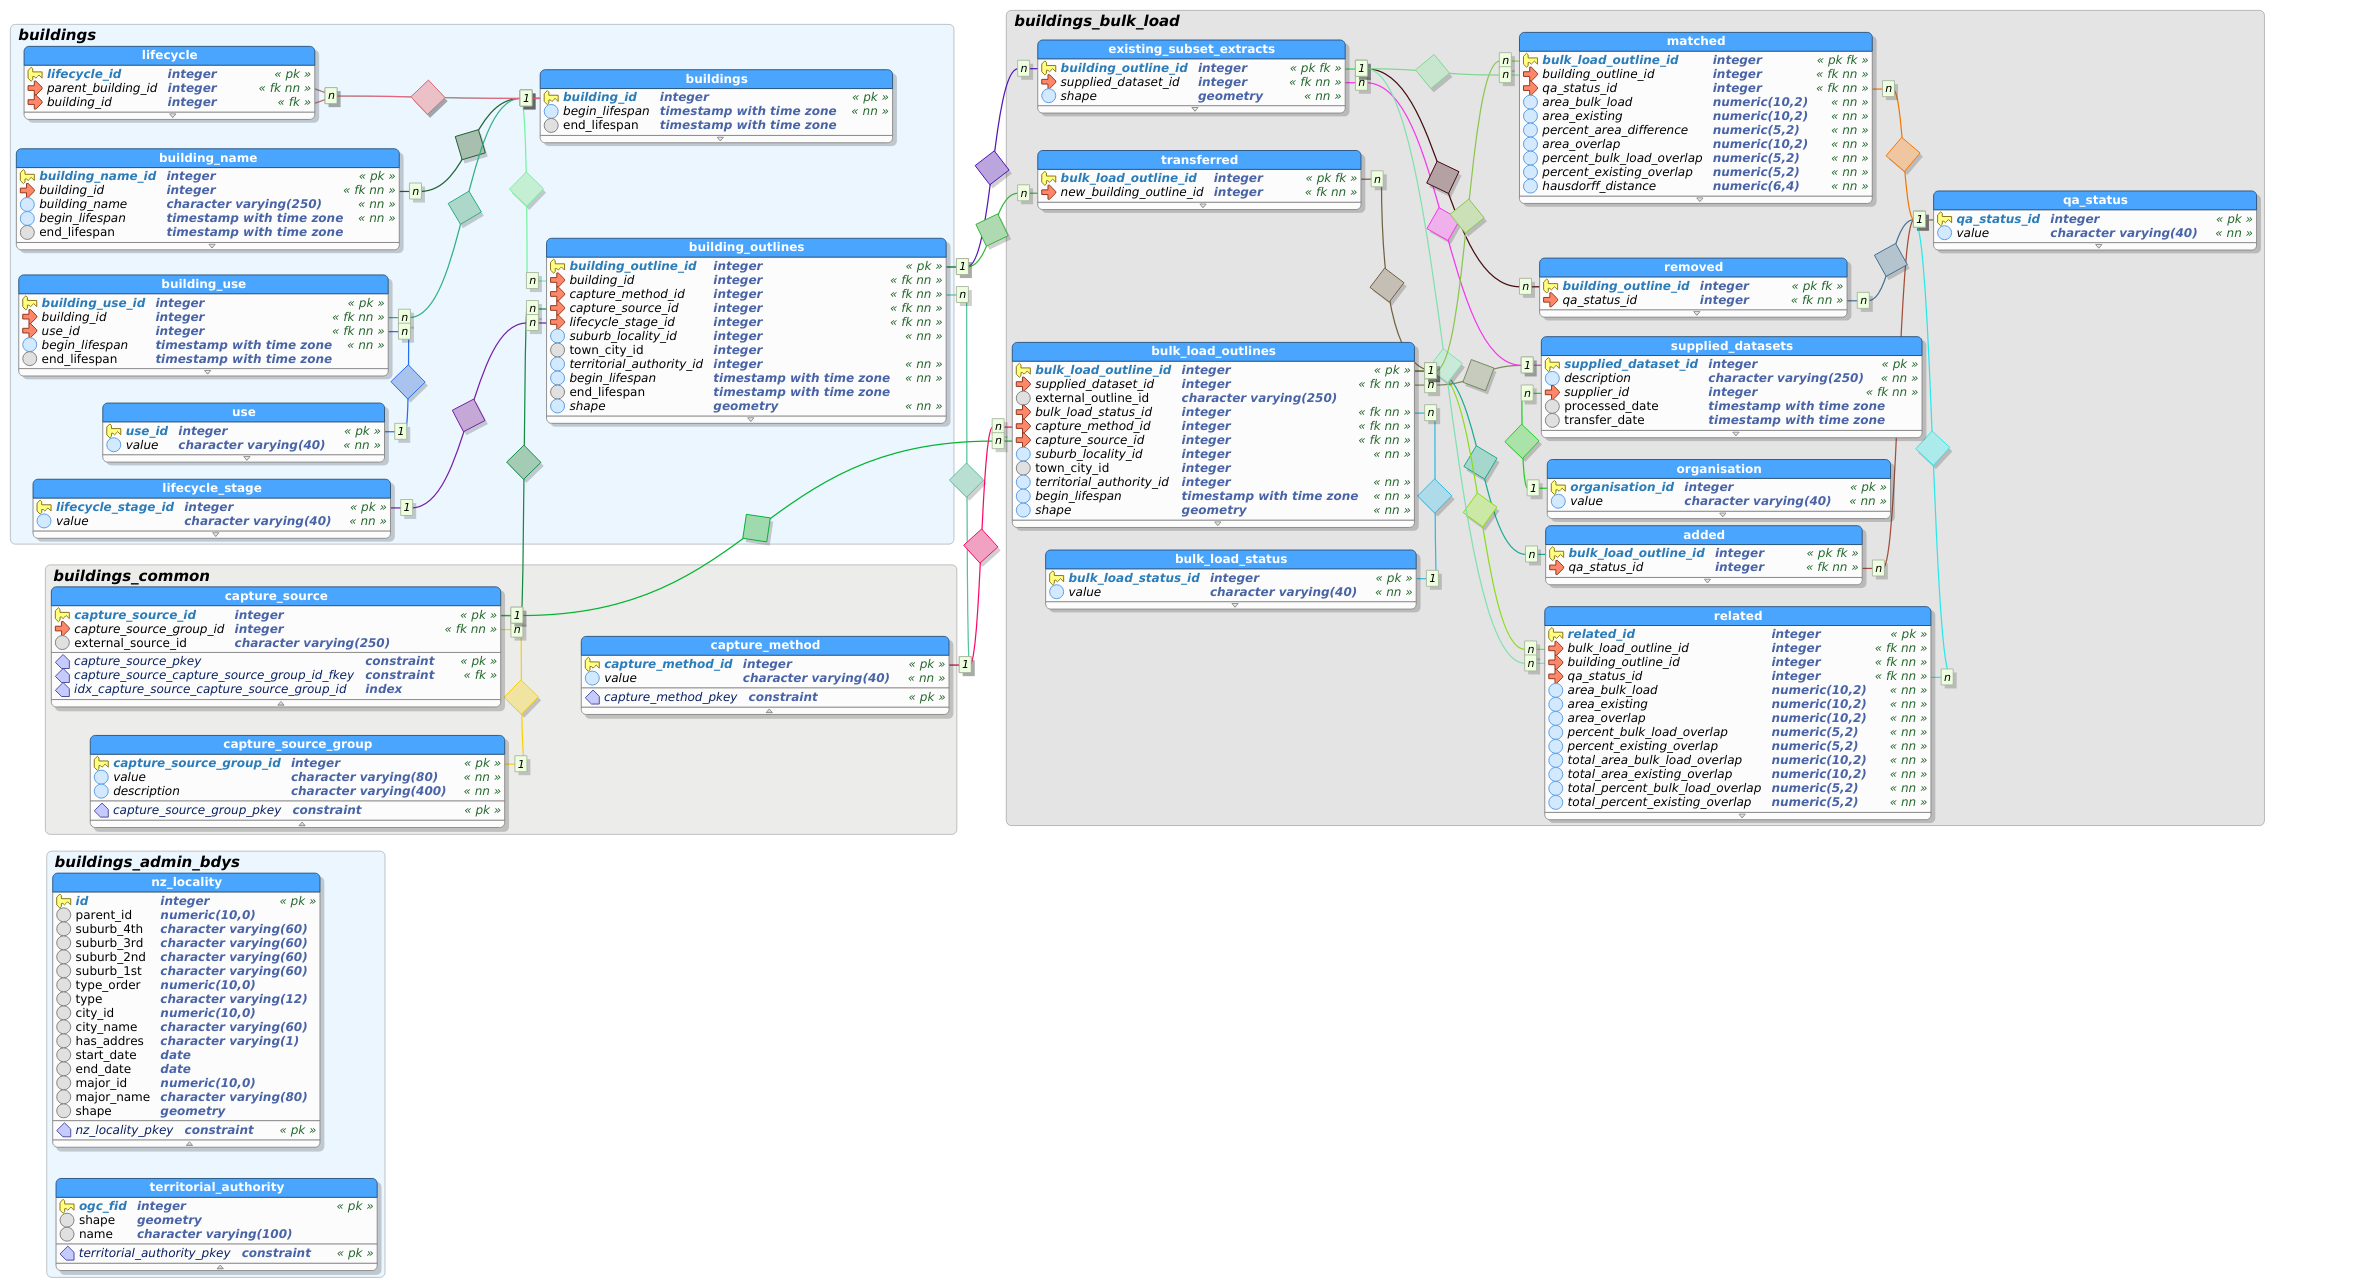 buildings
lifecycle
lifecycle_id integer « pk »
parent_building_id integer « fk nn »
building_id integer « fk »
n
1
buildings
building_id integer « pk »
begin_lifespan timestamp with time zone « nn »
end_lifespan timestamp with time zone
building_name
building_name_id integer « pk »
building_id integer « fk nn »
building_name character varying(250) « nn »
begin_lifespan timestamp with time zone « nn »
end_lifespan timestamp with time zone
n
building_use
building_use_id integer « pk »
building_id integer « fk nn »
use_id integer « fk nn »
begin_lifespan timestamp with time zone « nn »
end_lifespan timestamp with time zone
n
n
use
use_id integer « pk »
value character varying(40) « nn »
1
lifecycle_stage
lifecycle_stage_id integer « pk »
value character varying(40) « nn »
1
building_outlines
building_outline_id integer « pk »
building_id integer « fk nn »
capture_method_id integer « fk nn »
capture_source_id integer « fk nn »
lifecycle_stage_id integer « fk nn »
suburb_locality_id integer « nn »
town_city_id integer
territorial_authority_id integer « nn »
begin_lifespan timestamp with time zone « nn »
end_lifespan timestamp with time zone
shape geometry « nn »
n
n
n
1
n
buildings_common
capture_source
capture_source_id integer « pk »
capture_source_group_id integer « fk nn »
external_source_id character varying(250)
capture_source_pkey constraint « pk »
capture_source_capture_source_group_id_fkey constraint « fk »
idx_capture_source_capture_source_group_id index
1
n
capture_method
capture_method_id integer « pk »
value character varying(40) « nn »
capture_method_pkey constraint « pk »
1
capture_source_group
capture_source_group_id integer « pk »
value character varying(80) « nn »
description character varying(400) « nn »
capture_source_group_pkey constraint « pk »
1
buildings_bulk_load
existing_subset_extracts
building_outline_id integer « pk fk »
supplied_dataset_id integer « fk nn »
shape geometry « nn »
n
1
n
transferred
bulk_load_outline_id integer « pk fk »
new_building_outline_id integer « fk nn »
n
n
bulk_load_outlines
bulk_load_outline_id integer « pk »
supplied_dataset_id integer « fk nn »
external_outline_id character varying(250)
bulk_load_status_id integer « fk nn »
capture_method_id integer « fk nn »
capture_source_id integer « fk nn »
suburb_locality_id integer « nn »
town_city_id integer
territorial_authority_id integer « nn »
begin_lifespan timestamp with time zone « nn »
shape geometry « nn »
n
n
1
n
n
bulk_load_status
bulk_load_status_id integer « pk »
value character varying(40) « nn »
1
matched
bulk_load_outline_id integer « pk fk »
building_outline_id integer « fk nn »
qa_status_id integer « fk nn »
area_bulk_load numeric(10,2) « nn »
area_existing numeric(10,2) « nn »
percent_area_difference numeric(5,2) « nn »
area_overlap numeric(10,2) « nn »
percent_bulk_load_overlap numeric(5,2) « nn »
percent_existing_overlap numeric(5,2) « nn »
hausdorff_distance numeric(6,4) « nn »
n
n
n
qa_status
qa_status_id integer « pk »
value character varying(40) « nn »
1
removed
building_outline_id integer « pk fk »
qa_status_id integer « fk nn »
n
n
supplied_datasets
supplied_dataset_id integer « pk »
description character varying(250) « nn »
supplier_id integer « fk nn »
processed_date timestamp with time zone
transfer_date timestamp with time zone
1
n
organisation
organisation_id integer « pk »
value character varying(40) « nn »
1
added
bulk_load_outline_id integer « pk fk »
qa_status_id integer « fk nn »
n
n
related
related_id integer « pk »
bulk_load_outline_id integer « fk nn »
building_outline_id integer « fk nn »
qa_status_id integer « fk nn »
area_bulk_load numeric(10,2) « nn »
area_existing numeric(10,2) « nn »
area_overlap numeric(10,2) « nn »
percent_bulk_load_overlap numeric(5,2) « nn »
percent_existing_overlap numeric(5,2) « nn »
total_area_bulk_load_overlap numeric(10,2) « nn »
total_area_existing_overlap numeric(10,2) « nn »
total_percent_bulk_load_overlap numeric(5,2) « nn »
total_percent_existing_overlap numeric(5,2) « nn »
n
n
n
buildings_admin_bdys
nz_locality
id integer « pk »
parent_id numeric(10,0)
suburb_4th character varying(60)
suburb_3rd character varying(60)
suburb_2nd character varying(60)
suburb_1st character varying(60)
type_order numeric(10,0)
type character varying(12)
city_id numeric(10,0)
city_name character varying(60)
has_addres character varying(1)
start_date date
end_date date
major_id numeric(10,0)
major_name character varying(80)
shape geometry
nz_locality_pkey constraint « pk »
territorial_authority
ogc_fid integer « pk »
shape geometry
name character varying(100)
territorial_authority_pkey constraint « pk »